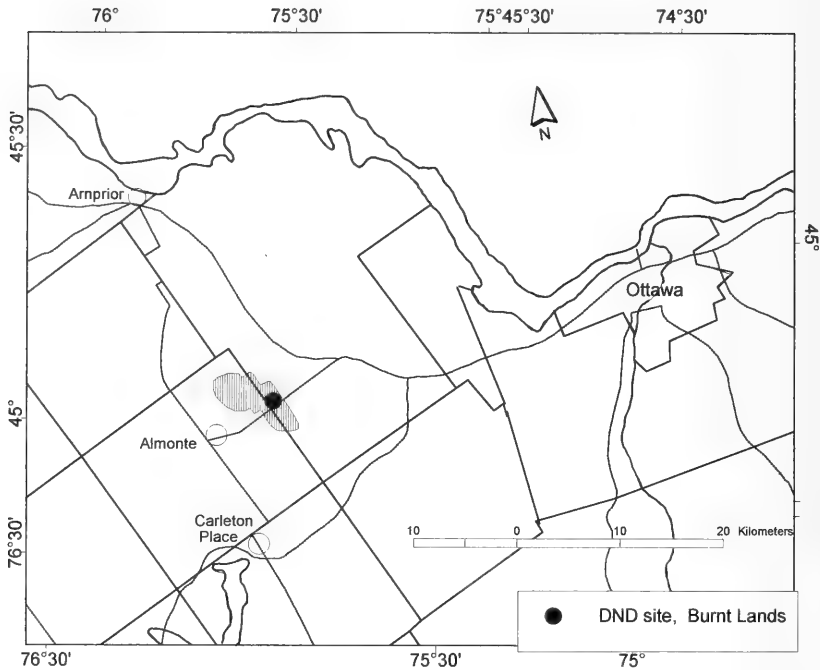 76° 75°30' 75°45'30' 74°30'
N
45°30'
Arnprior
45°
Ottawa
45°
Almonte
Carleton
Place
10 0 10 20 Kilometers
76°30'
DND site, Burnt Lands
76°30' 75°30' 75°